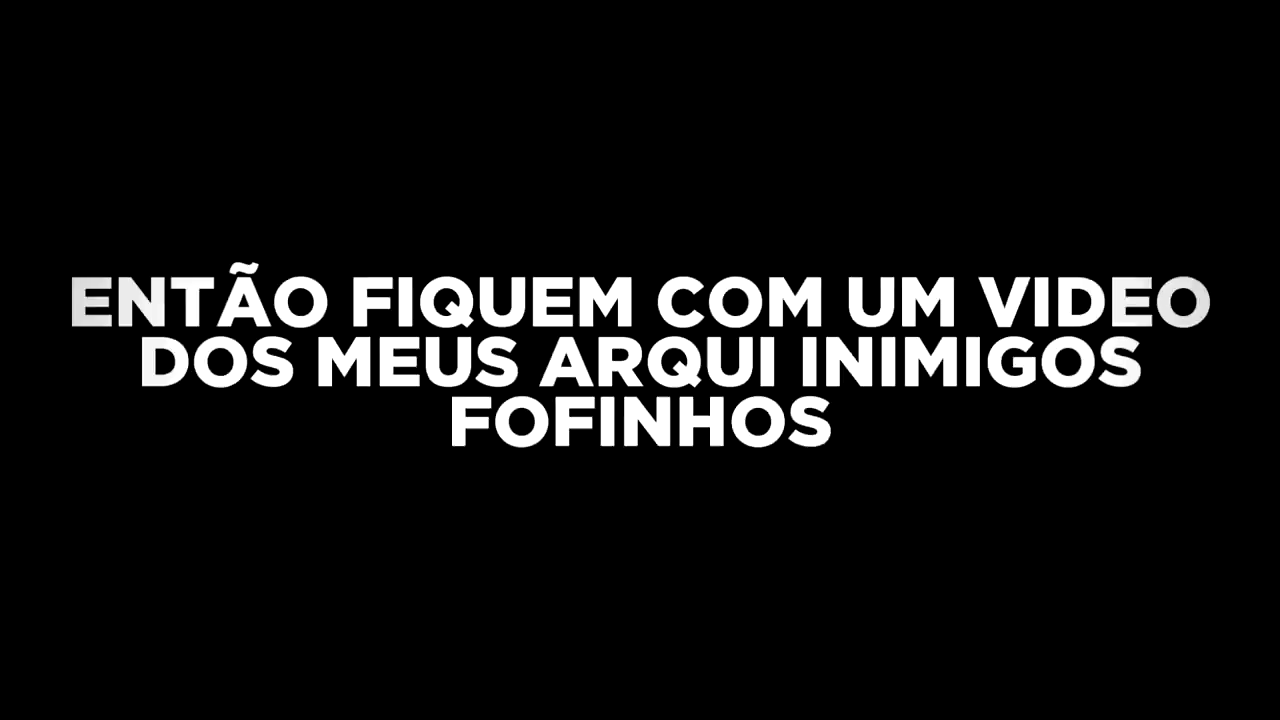 ENTÃO FIQUEM COM UM VIDEO
DOS MEUS ARQUI INIMIGOS
FOFINHOS